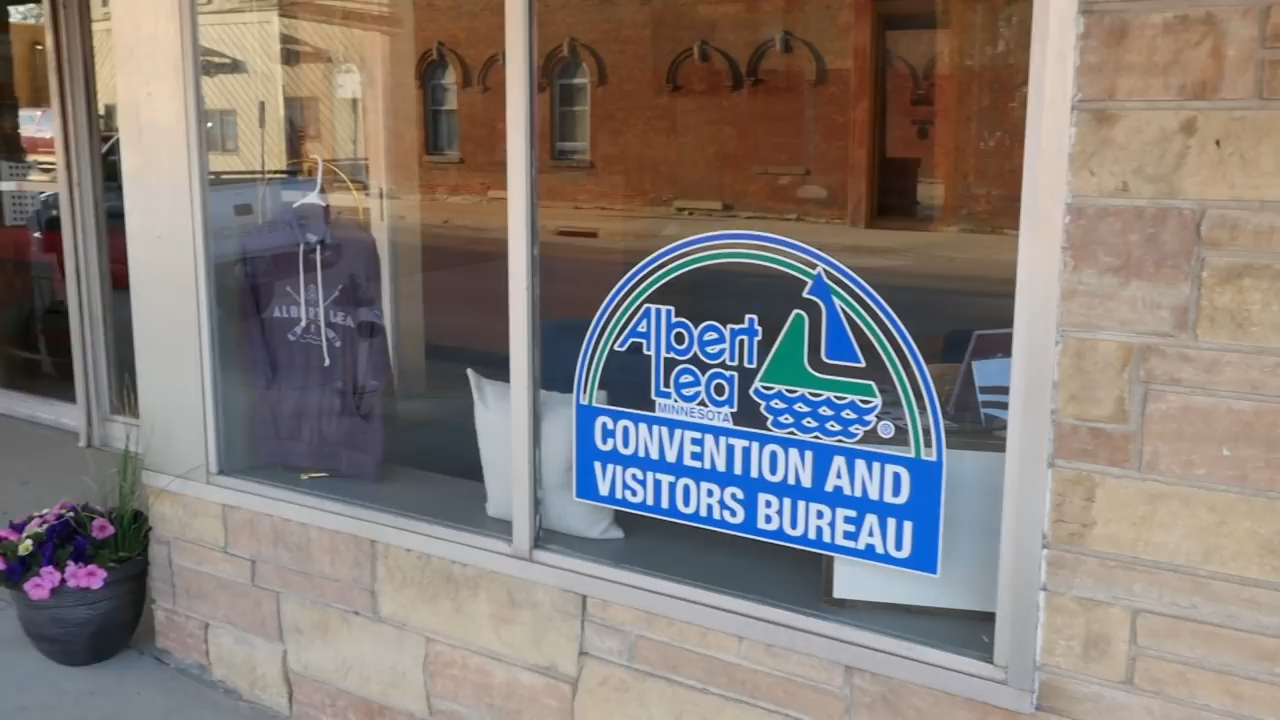 ALBERT LEA
Albert
Lea
MINNESOTA
®
CONVENTION AND
VISITORS BUREAU